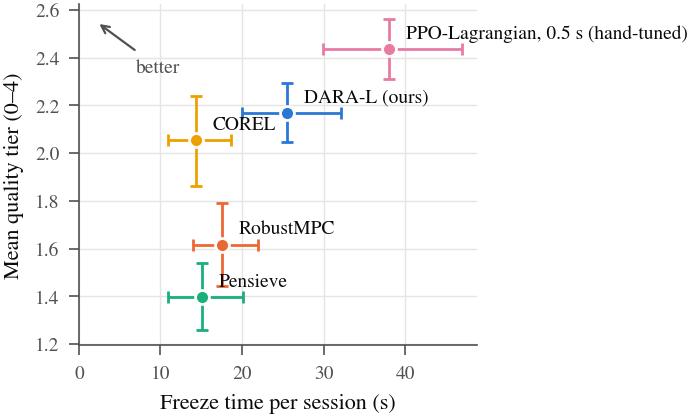 2.6
2.4
2.2
2.0
1.8
1.6
1.4
1.2
Mean quality tier (0–4)
PPO-Lagrangian, 0.5 s (hand-tuned)
better
DARA-L (ours)
COREL
RobustMPC
Pensieve
0 10 20 30 40
Freeze time per session (s)